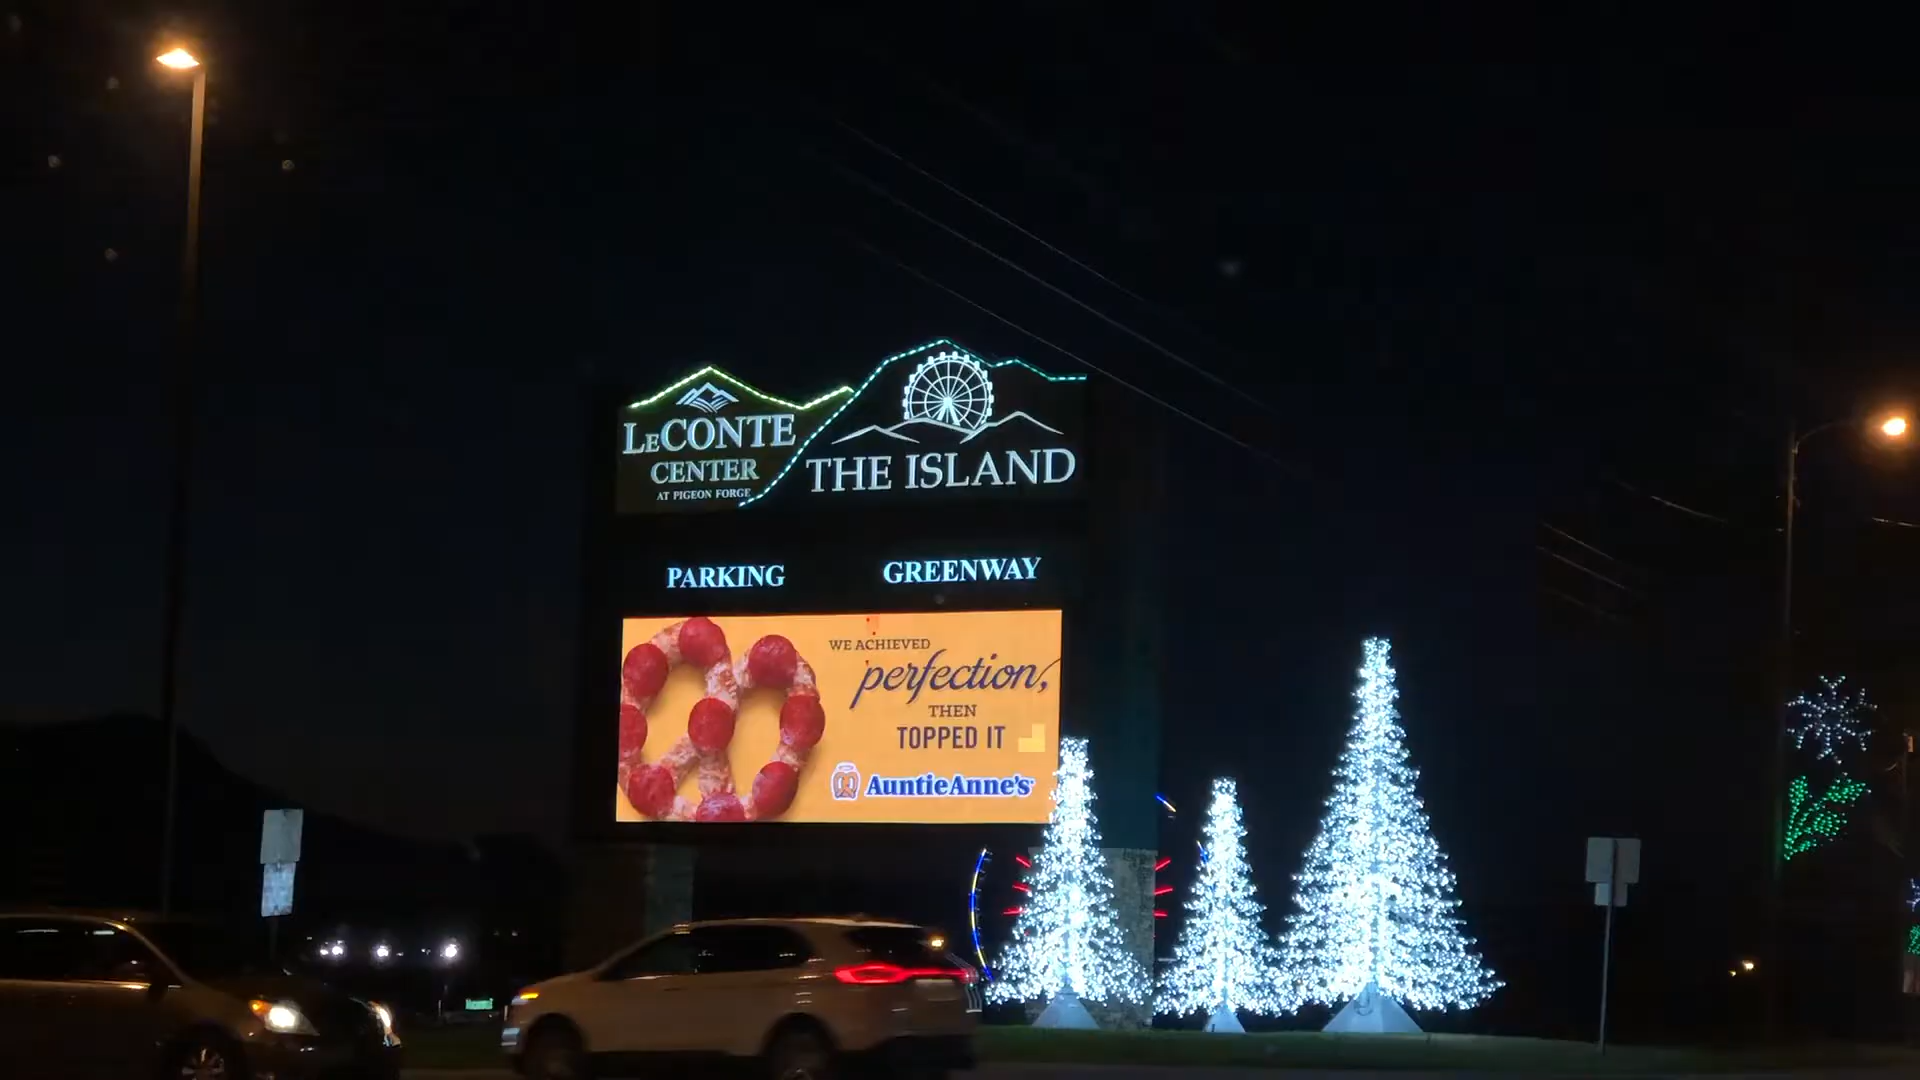 LeCONTE
CENTER
AT PIGEON FORGE
THE ISLAND
PARKING
GREENWAY
WE ACHIEVED
perfection,
THEN
TOPPED IT
AuntieAnne's